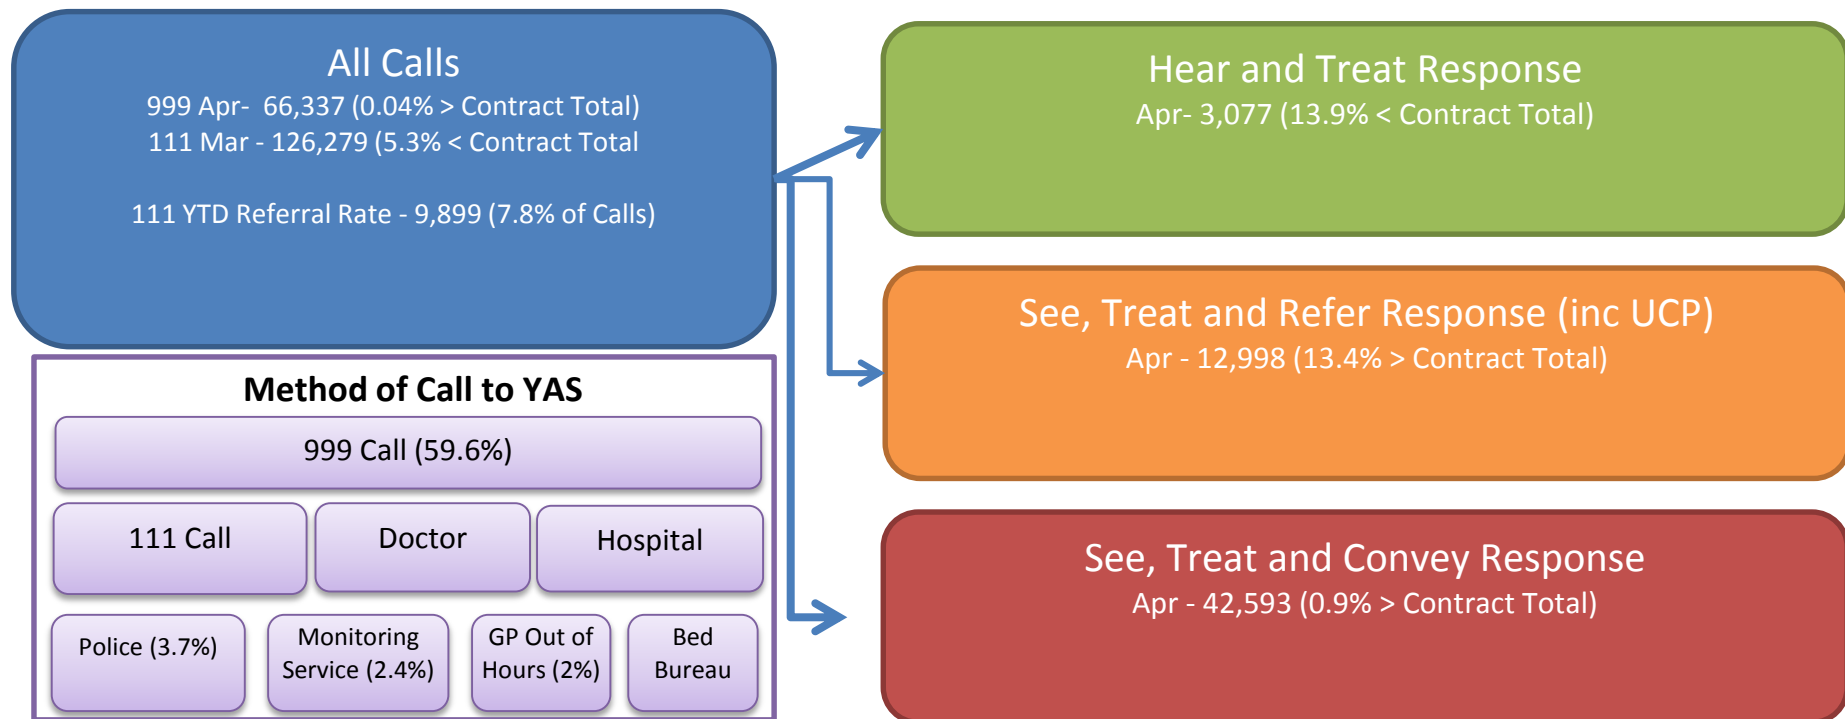 All Calls
999 Apr- 66,337 (0.04% > Contract Total)
111 Mar - 126,279 (5.3% < Contract Total
111 YTD Referral Rate - 9,899 (7.8% of Calls)
Method of Call to YAS
999 Call (59.6%)
111 Call
Doctor
Hospital
Police (3.7%)
Monitoring
Service (2.4%)
GP Out of
Hours (2%)
Bed
Bureau
Hear and Treat Response
Apr- 3,077 (13.9% < Contract Total)
See, Treat and Refer Response (inc UCP)
Apr - 12,998 (13.4% > Contract Total)
See, Treat and Convey Response
Apr - 42,593 (0.9% > Contract Total)